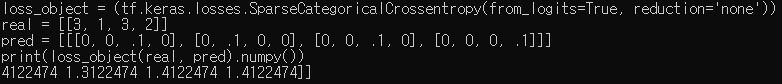 loss_object = (tf.keras.losses.SparseCategoricalCrossentropy(from_logits=True, reduction='none'))
real = [[3, 1, 3, 2]]
pred = [[[0, 0, .1, 0], [0, .1, 0, 0], [0, 0, .1, 0], [0, 0, 0, .1]]]
print(loss_object(real, pred).numpy())
4122474 1.3122474 1.4122474 1.4122474]]